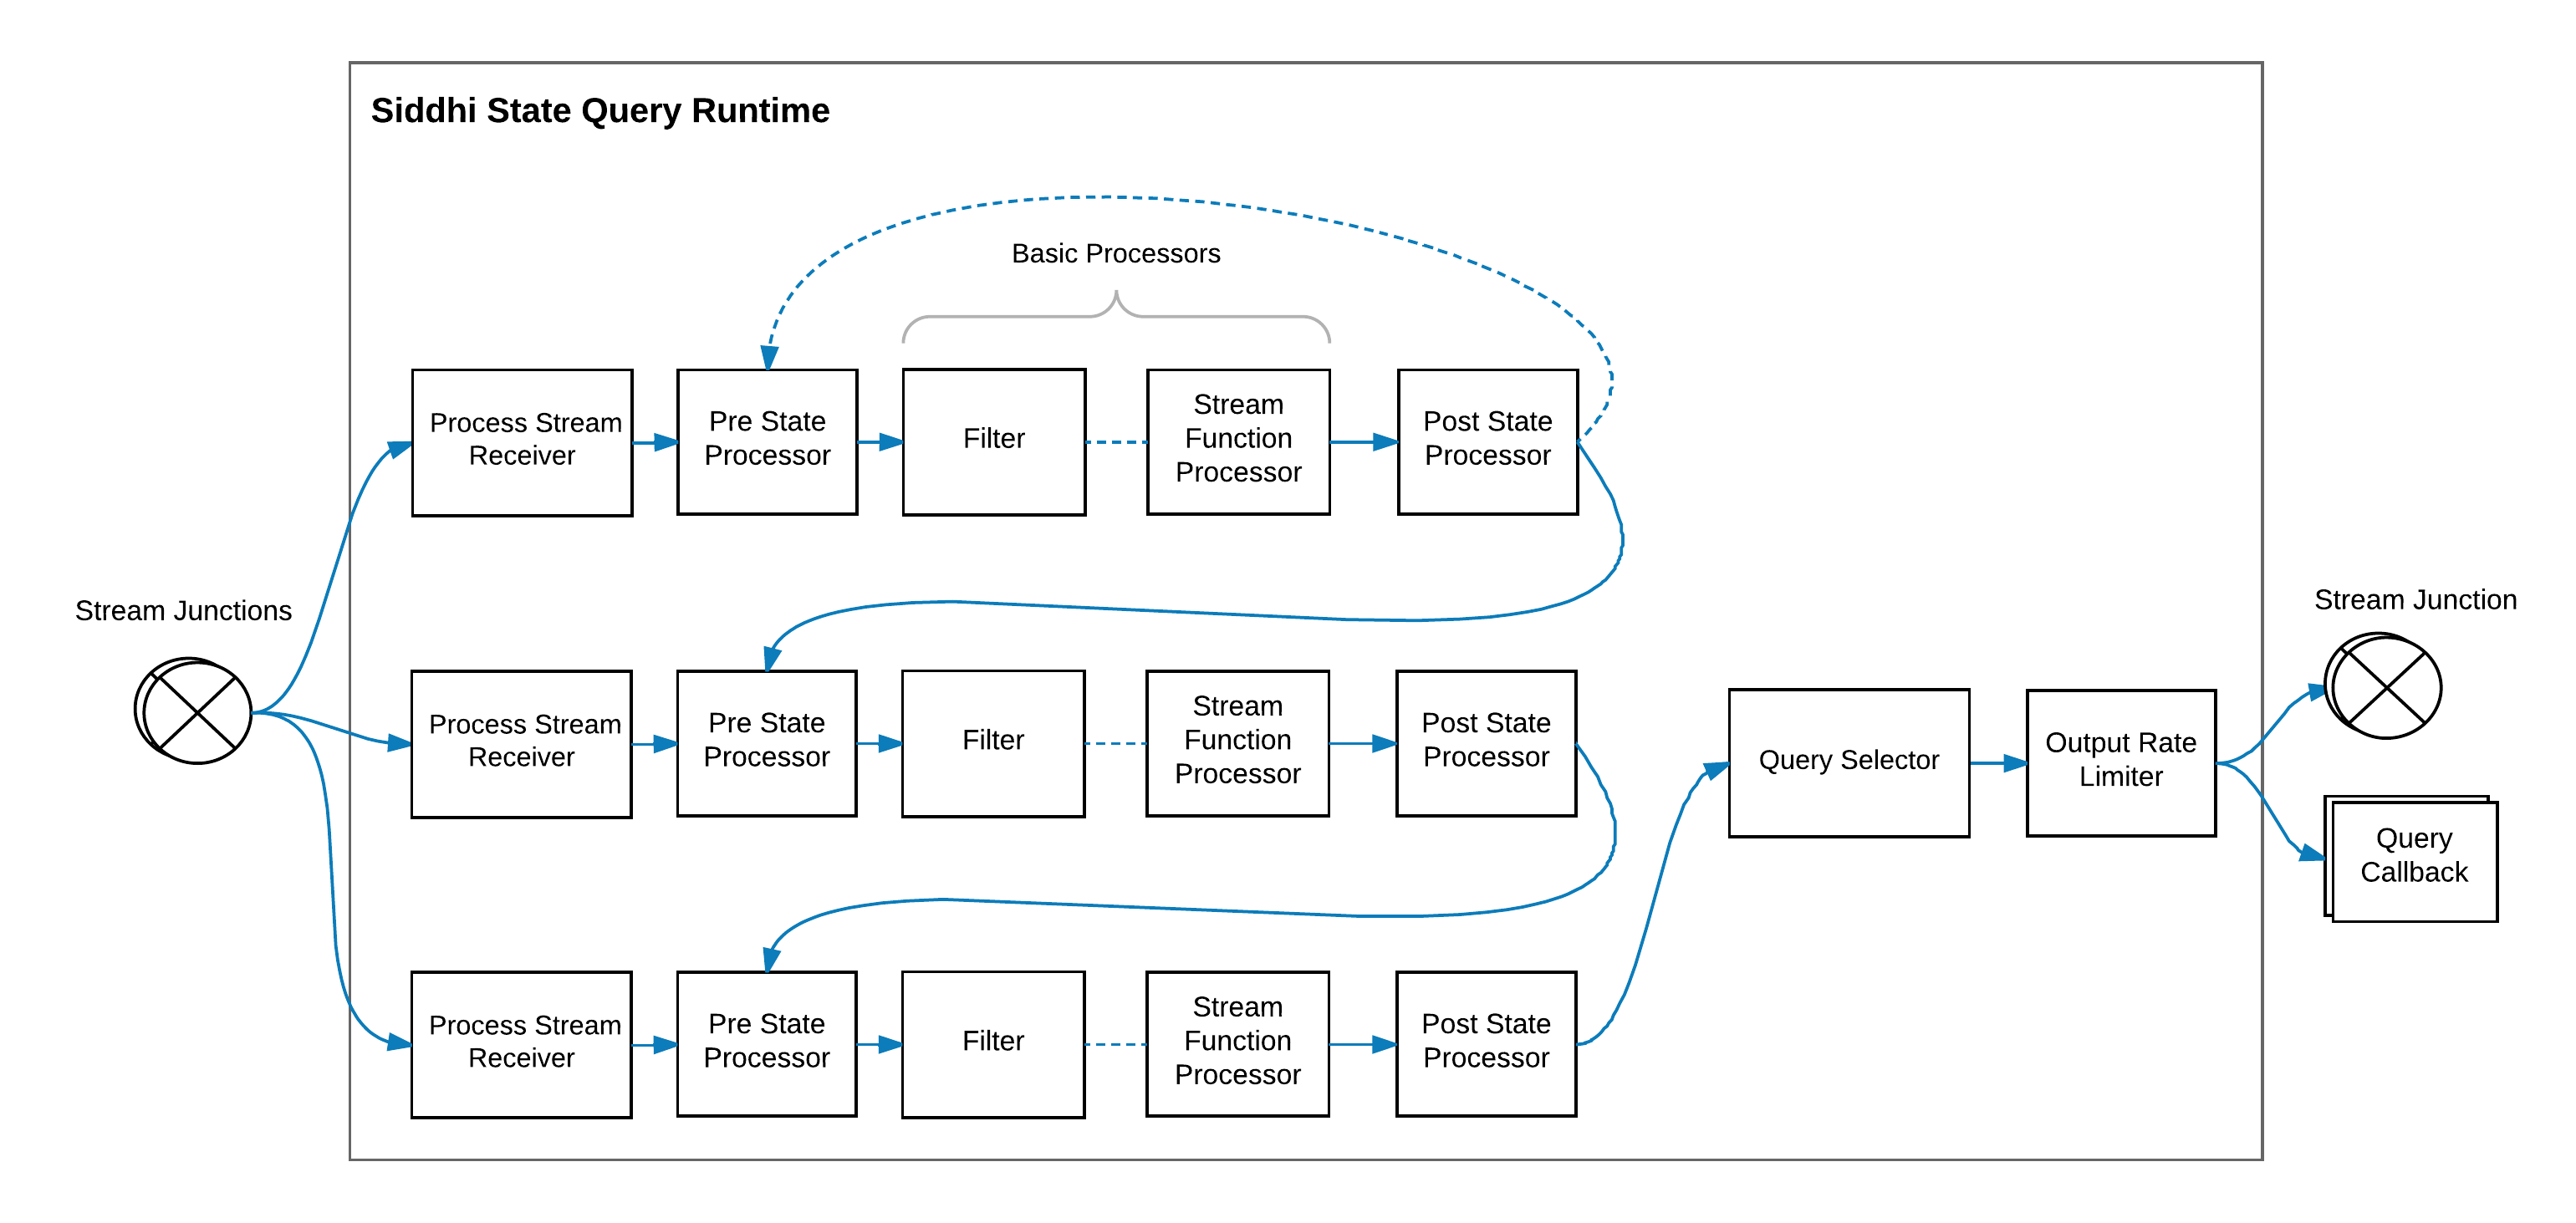 Siddhi State Query Runtime
Basic Processors
Process Stream
Receiver
Pre State
Processor
Filter
Stream
Function
Processor
Post State
Processor
Stream Junctions
Process Stream
Receiver
Pre State
Processor
Filter
Stream
Function
Processor
Post State
Processor
Process Stream
Receiver
Pre State
Processor
Filter
Stream
Function
Processor
Post State
Processor
Query Selector
Output Rate
Limiter
Stream Junction
Query
Callback